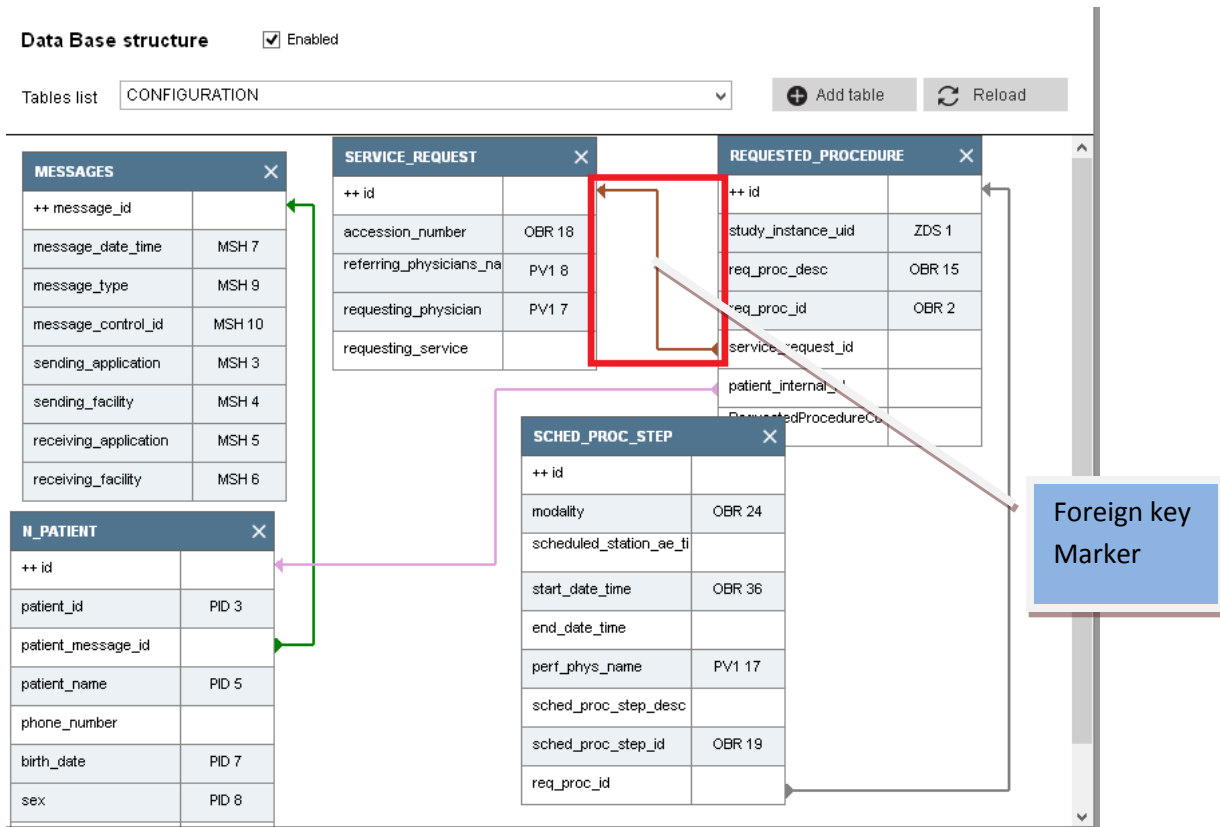 Data Base structure
Enabled
Tables list
CONFIGURATION
Add table
Reload
MESSAGES
++ message_id
message_date_time MSH 7
message_type MSH 9
message_control_id MSH 10
sending_application MSH 3
sending_facility MSH 4
receiving_application MSH 5
receiving_facility MSH 6
SERVICE_REQUEST
++ id
accession_number OBR 18
referring_physicians_na PV1 8
requesting_physician PV1 7
requesting_service
REQUESTED_PROCEDURE
++ id
study_instance_uid ZDS 1
req_proc_desc OBR 15
req_proc_id OBR 2
service_request_id
patient_internal_id
RequestedProcedureCo
N_PATIENT
++ id
patient_id PID 3
patient_message_id
patient_name PID 5
phone_number
birth_date PID 7
sex PID 8
SCHED_PROC_STEP
++ id
modality OBR 24
scheduled_station_ae_ti
start_date_time OBR 36
end_date_time
perf_phys_name PV1 17
sched_proc_step_desc
sched_proc_step_id OBR 19
req_proc_id
Foreign key
Marker